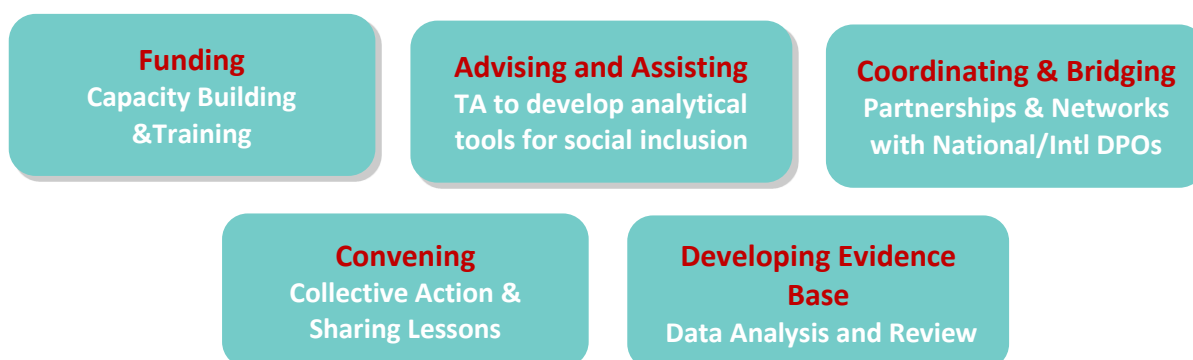 Funding
Capacity Building
&Training
Advising and Assisting
TA to develop analytical
tools for social inclusion
Coordinating & Bridging
Partnerships & Networks
with National/Intl DPOs
Convening
Collective Action &
Sharing Lessons
Developing Evidence
Base
Data Analysis and Review